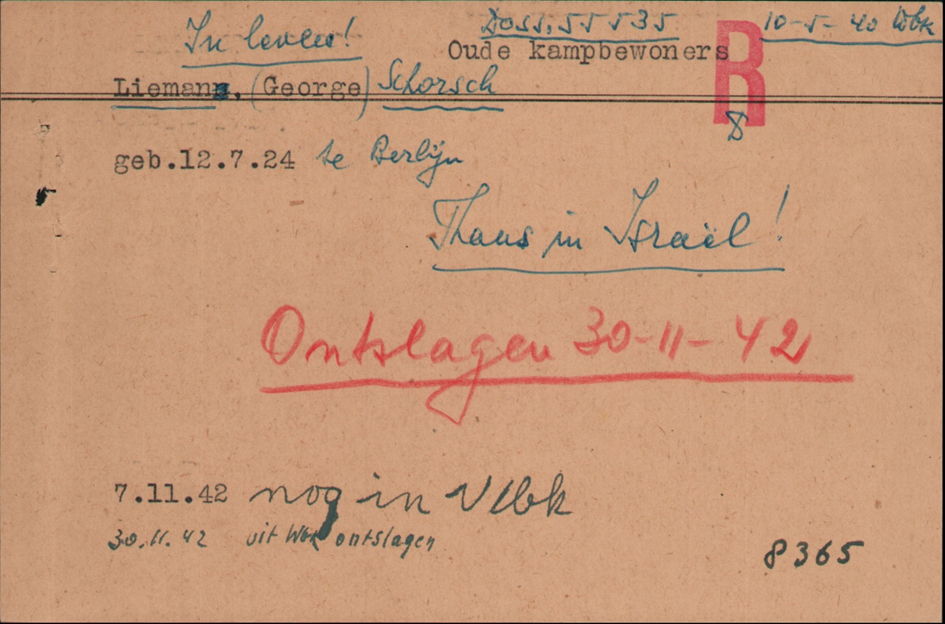 In leven! Doss. 55535 10-5-40 Wbk
Oude kampbewoners R
Liemann, (George) Schorsch
8
geb.12.7.24 te Berlijn
Thans in Israël!
Ontslagen 30-11-42
7.11.42 nog in Wbk
30.11.42 uit Wbk ontslagen
8365